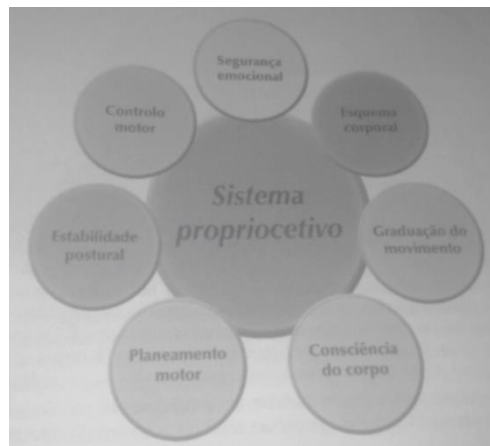 Segurança
emocional
Esquema
corporal
Graduação do
movimento
Consciência
do corpo
Planeamento
motor
Estabilidade
postural
Controlo
motor
Sistema
propriocetivo